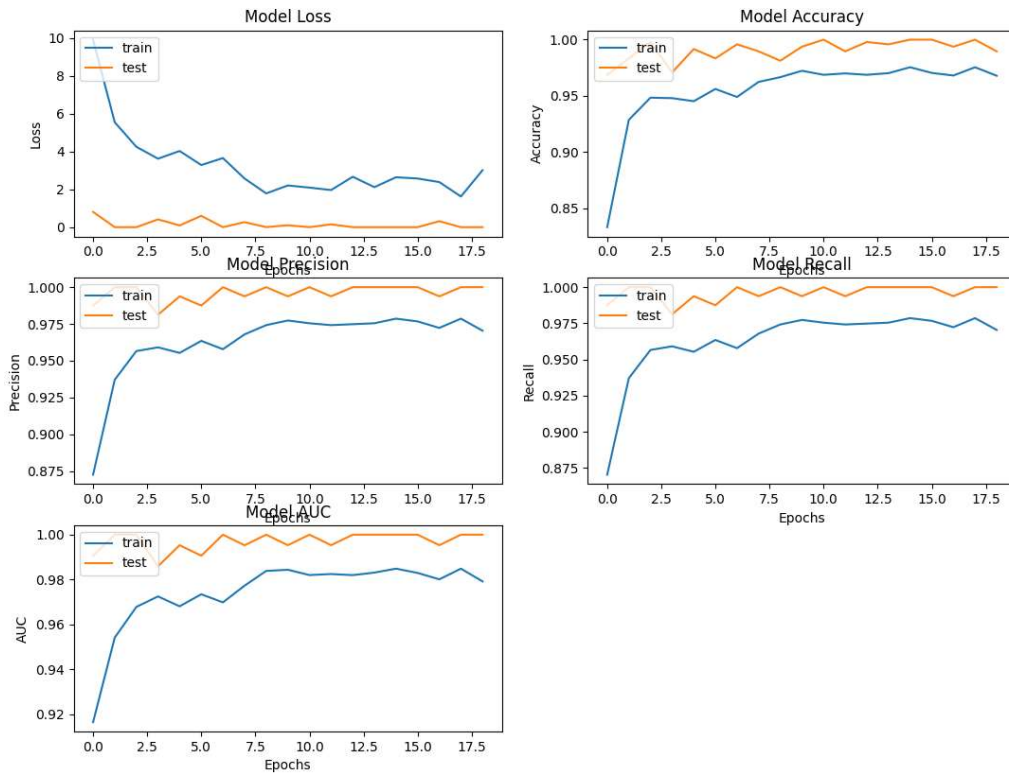 Model Loss
10
8
6
4
2
0
Loss
train
test
0.0 2.5 5.0 7.5 10.0 12.5 15.0 17.5
Epochs
Model Accuracy
1.00
0.95
0.90
0.85
Accuracy
train
test
0.0 2.5 5.0 7.5 10.0 12.5 15.0 17.5
Model Precision
1.000
0.975
0.950
0.925
0.900
0.875
Precision
train
test
0.0 2.5 5.0 7.5 10.0 12.5 15.0 17.5
Epochs
Epochs
Model Recall
1.000
0.975
0.950
0.925
0.900
0.875
Recall
train
test
0.0 2.5 5.0 7.5 10.0 12.5 15.0 17.5
Epochs
Model AUC
1.00
0.98
0.96
0.94
0.92
AUC
train
test
0.0 2.5 5.0 7.5 10.0 12.5 15.0 17.5
Epochs